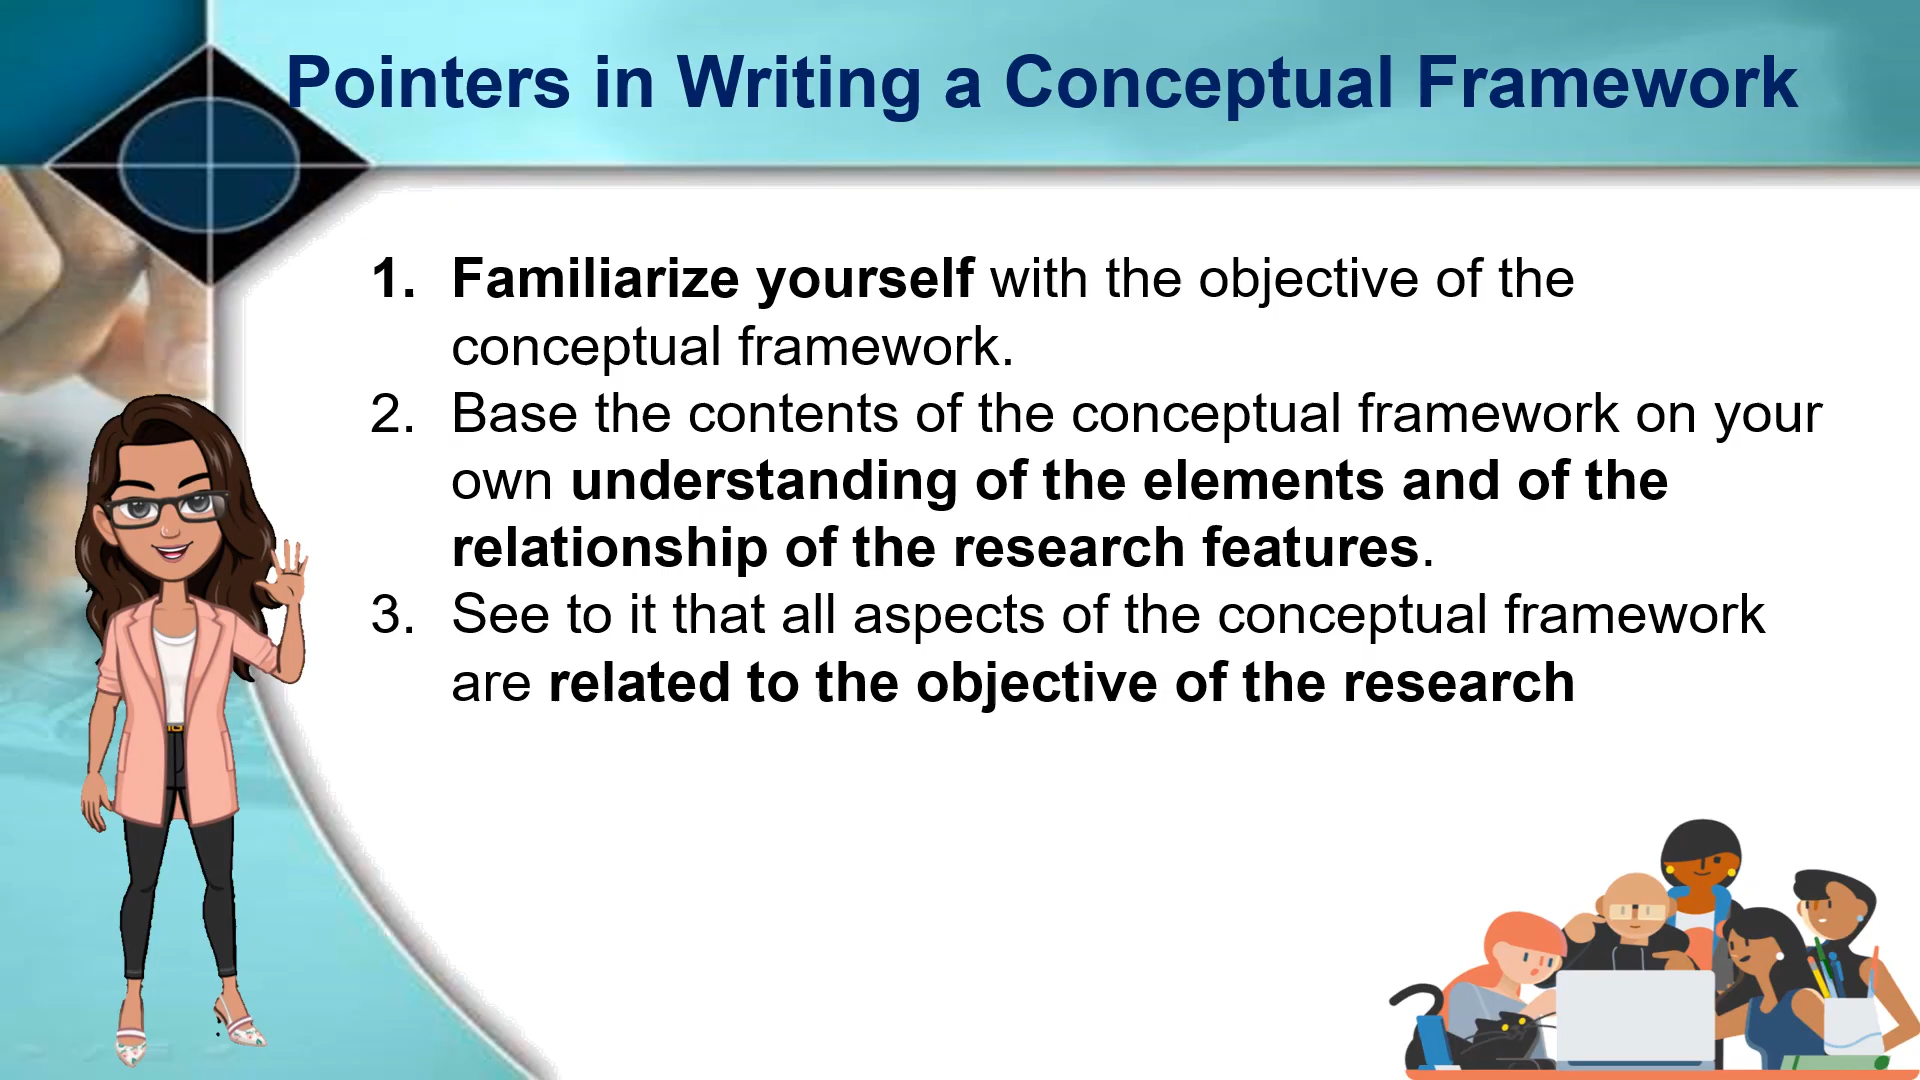 Pointers in Writing a Conceptual Framework
1. Familiarize yourself with the objective of the
conceptual framework.
2. Base the contents of the conceptual framework on your
own understanding of the elements and of the
relationship of the research features.
3. See to it that all aspects of the conceptual framework
are related to the objective of the research